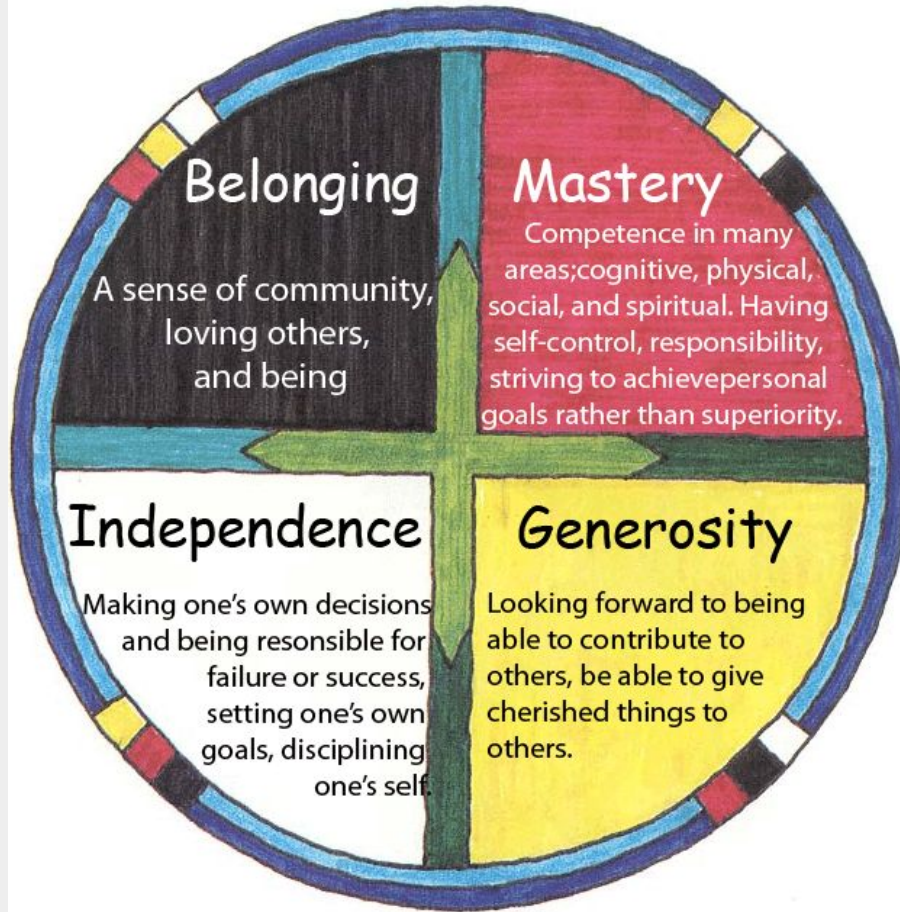 Belonging
A sense of community,
loving others,
and being
Mastery
Competence in many
areas;cognitive, physical,
social, and spiritual. Having
self-control, responsibility,
striving to achievepersonal
goals rather than superiority.
Independence
Making one's own decisions
and being resonsible for
failure or success,
setting one's own
goals, disciplining
one's self.
Generosity
Looking forward to being
able to contribute to
others, be able to give
cherished things to
others.